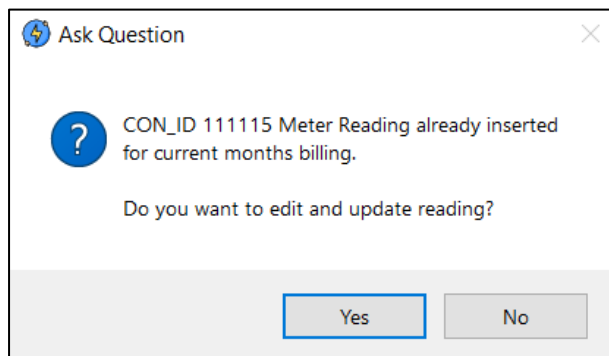 Ask Question
CON_ID 111115 Meter Reading already inserted
for current months billing.
Do you want to edit and update reading?
Yes
No